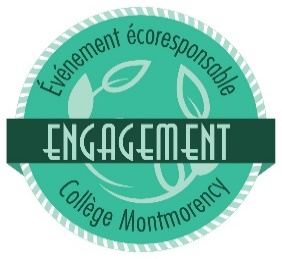 Événement écoresponsable
ENGAGEMENT
Collège Montmorency